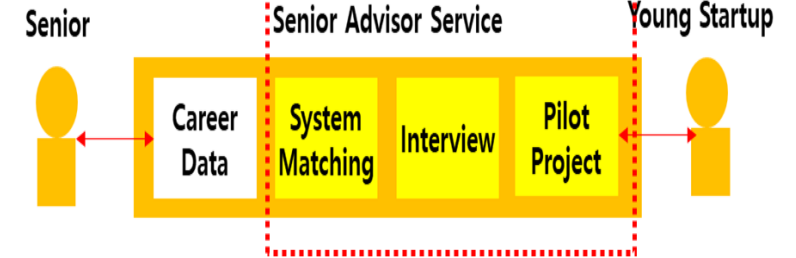 Senior
Senior Advisor Service
Young Startup
Career
Data
System
Matching
Interview
Pilot
Project